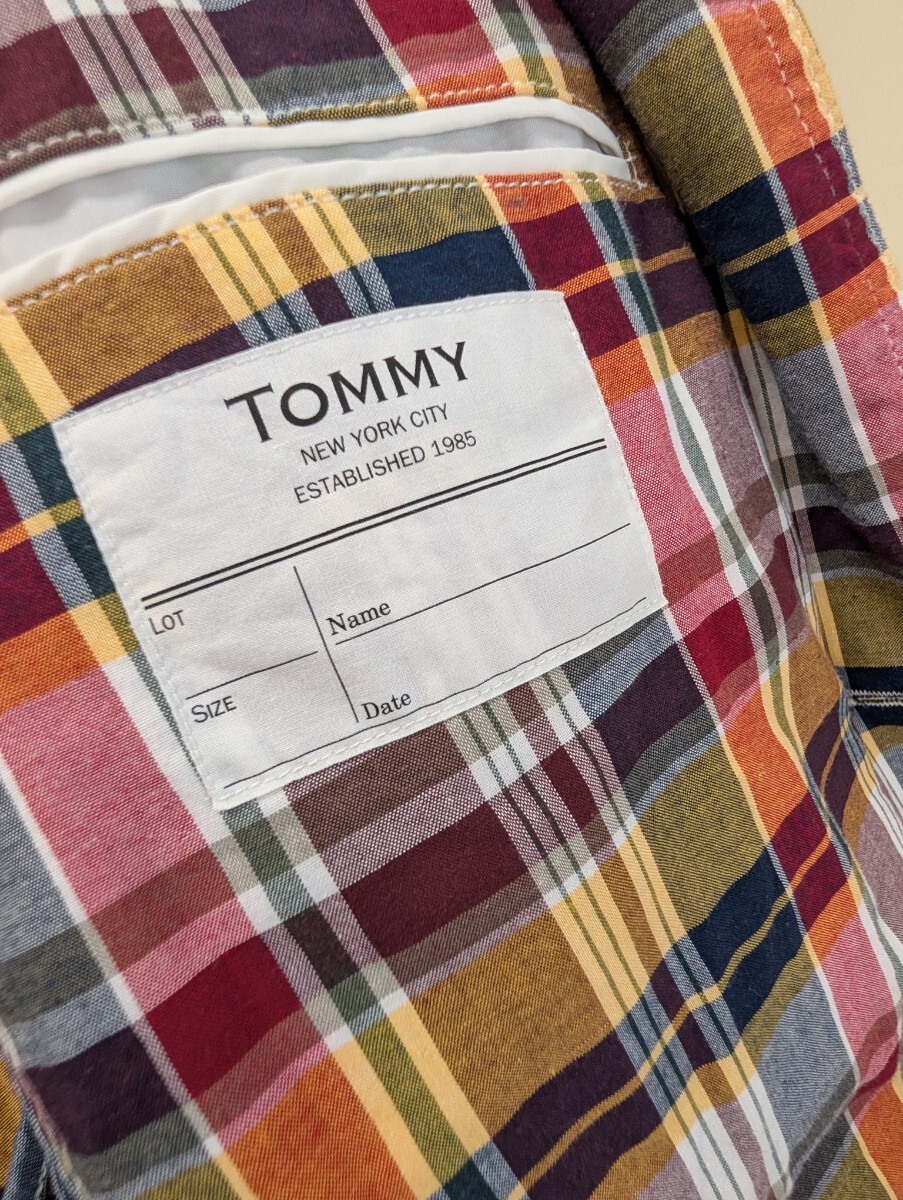 TOMMY
NEW YORK CITY
ESTABLISHED 1985
LOT
Name
SIZE
Date